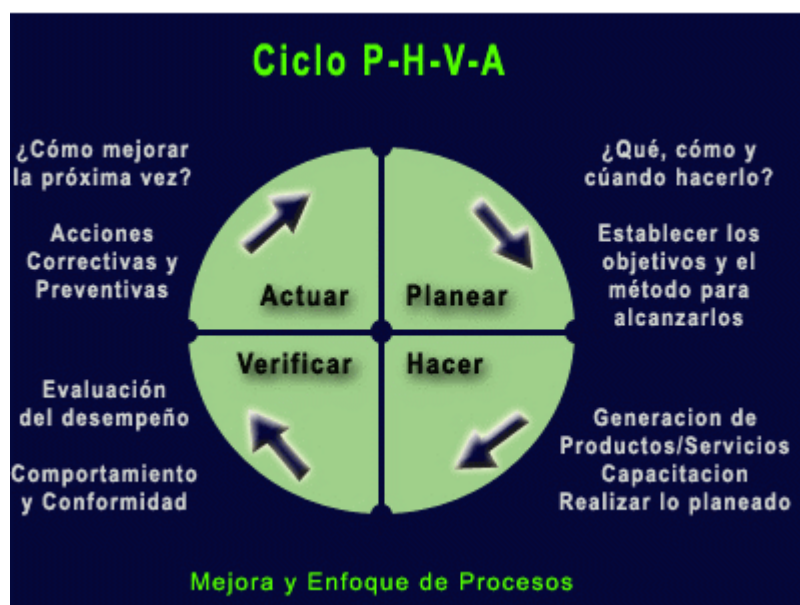 Ciclo P-H-V-A
¿Cómo mejorar
la próxima vez?
Acciones
Correctivas y
Preventivas
¿Qué, cómo y
cúando hacerlo?
Establecer los
objetivos y el
método para
alcanzarlos
Actuar
Planear
Verificar
Hacer
Evaluación
del desempeño
Comportamiento
y Conformidad
Generacion de
Productos/Servicios
Capacitacion
Realizar lo planeado
Mejora y Enfoque de Procesos